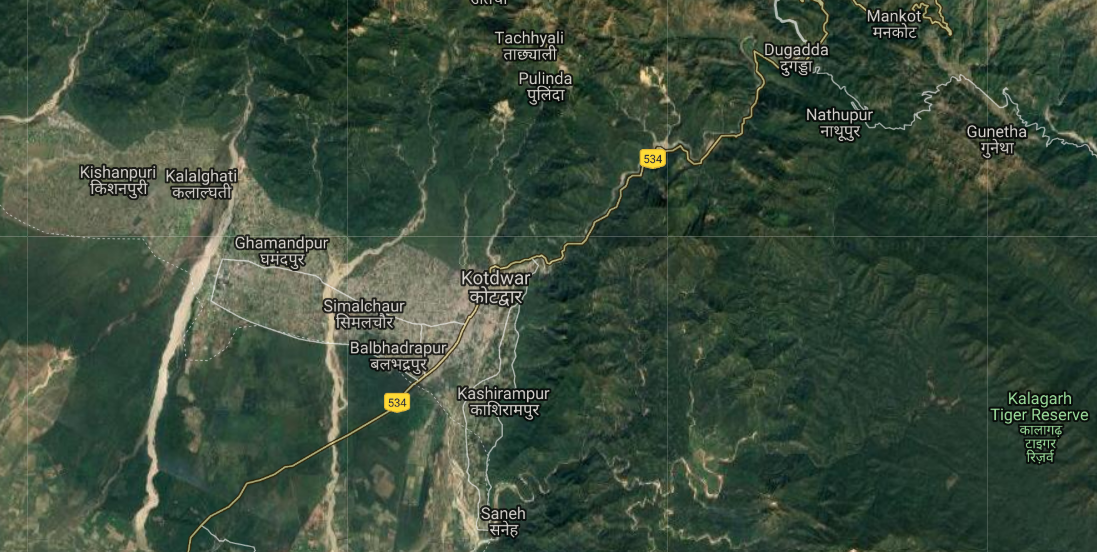 Mankot
मनकोट
Tachhyali
ताछ्याली
Dugadda
दुगड्डा
Pulinda
पुलिंदा
Nathupur
नाथूपुर
Gunetha
गुनेथा
534
Kishanpuri
किशनपुरी
Kalalghati
कलाल्घती
Ghamandpur
घमंदपुर
Kotdwar
कोटद्वार
Simalchaur
सिमलचौर
Balbhadrapur
बलभद्रपुर
534
Kashirampur
काशिरामपुर
Kalagarh
Tiger Reserve
कालागढ़
टाइगर
रिज़र्व
Saneh
सनेह